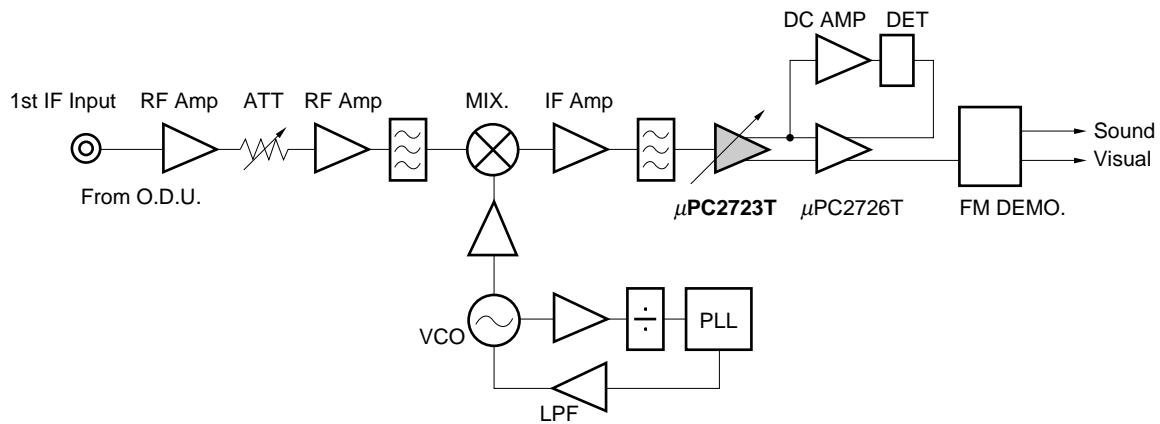 DC AMP
DET
1st IF Input
RF Amp
ATT
RF Amp
MIX.
IF Amp
Sound
Visual
From O.D.U.
µPC2723T
µPC2726T
FM DEMO.
VCO
÷
PLL
LPF